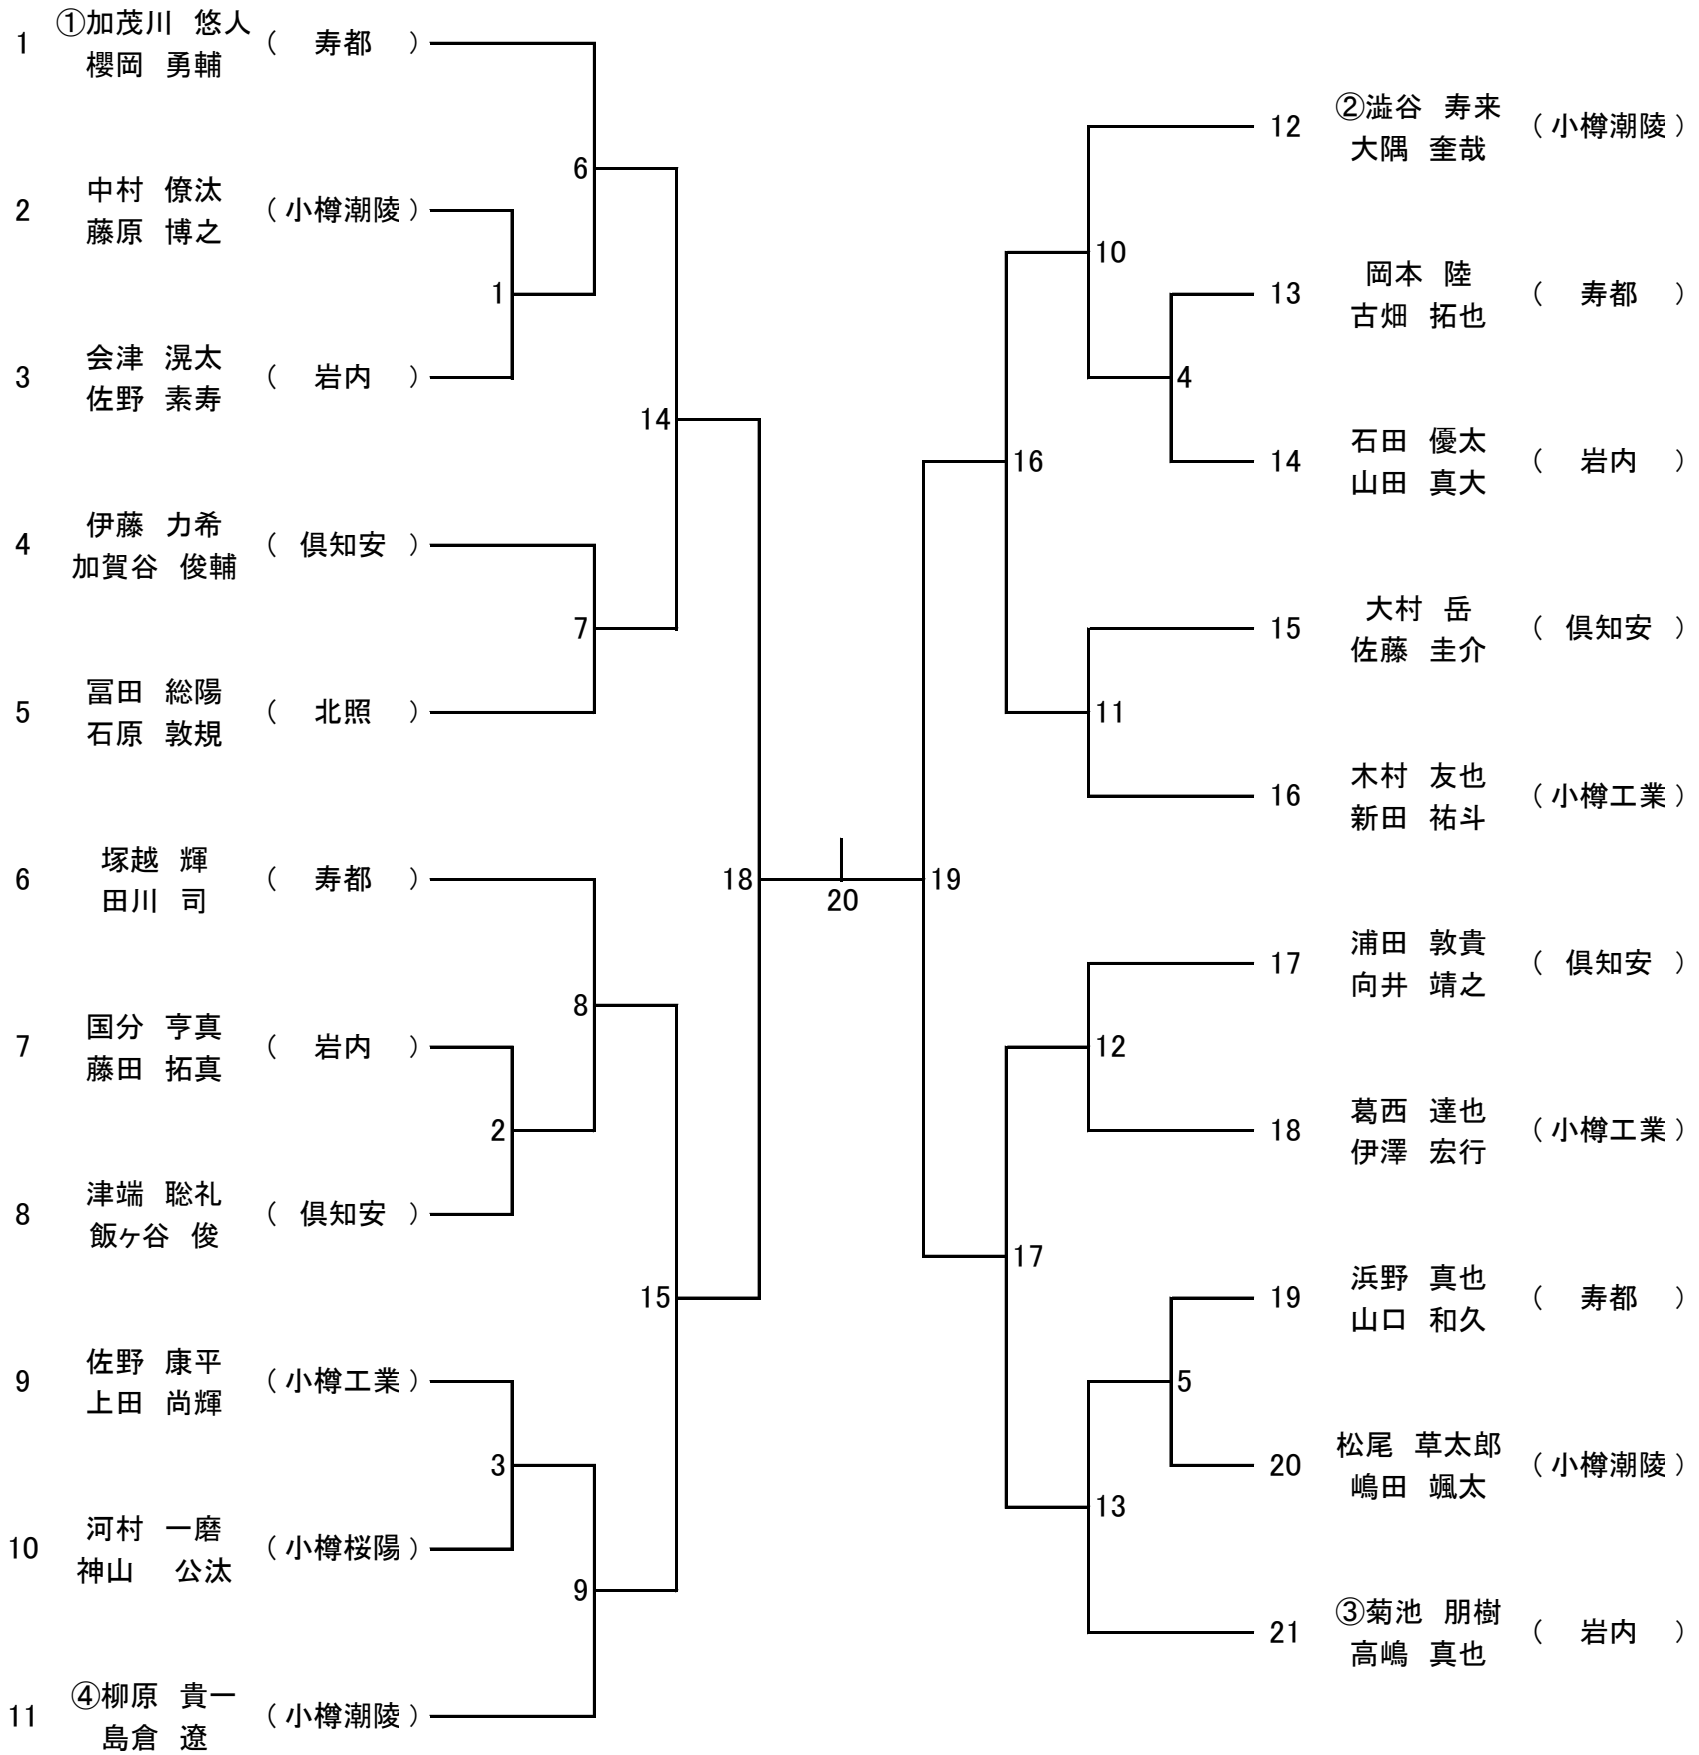 1 ①加茂川 悠人 ( 寿都 )
櫻岡 勇輔
2 中村 僚汰 ( 小樽潮陵 )
藤原 博之
3 会津 滉太 ( 岩内 )
佐野 素寿
4 伊藤 力希 ( 倶知安 )
加賀谷 俊輔
5 冨田 総陽 ( 北照 )
石原 敦規
6 塚越 輝 ( 寿都 )
田川 司
7 国分 亨真 ( 岩内 )
藤田 拓真
8 津端 聡礼 ( 倶知安 )
飯ヶ谷 俊
9 佐野 康平 ( 小樽工業 )
上田 尚輝
10 河村 一磨 ( 小樽桜陽 )
神山 公汰
11 ④柳原 貴一 ( 小樽潮陵 )
島倉 遼
6
1
14
7
8
2
15
3
9
18
20
19
10
4
16
11
12
17
5
13
12 ②澁谷 寿来 ( 小樽潮陵 )
大隅 奎哉
13 岡本 陸 ( 寿都 )
古畑 拓也
14 石田 優太 ( 岩内 )
山田 真大
15 大村 岳 ( 倶知安 )
佐藤 圭介
16 木村 友也 ( 小樽工業 )
新田 祐斗
17 浦田 敦貴 ( 倶知安 )
向井 靖之
18 葛西 達也 ( 小樽工業 )
伊澤 宏行
19 浜野 真也 ( 寿都 )
山口 和久
20 松尾 草太郎 ( 小樽潮陵 )
嶋田 颯太
21 ③菊池 朋樹 ( 岩内 )
高嶋 真也